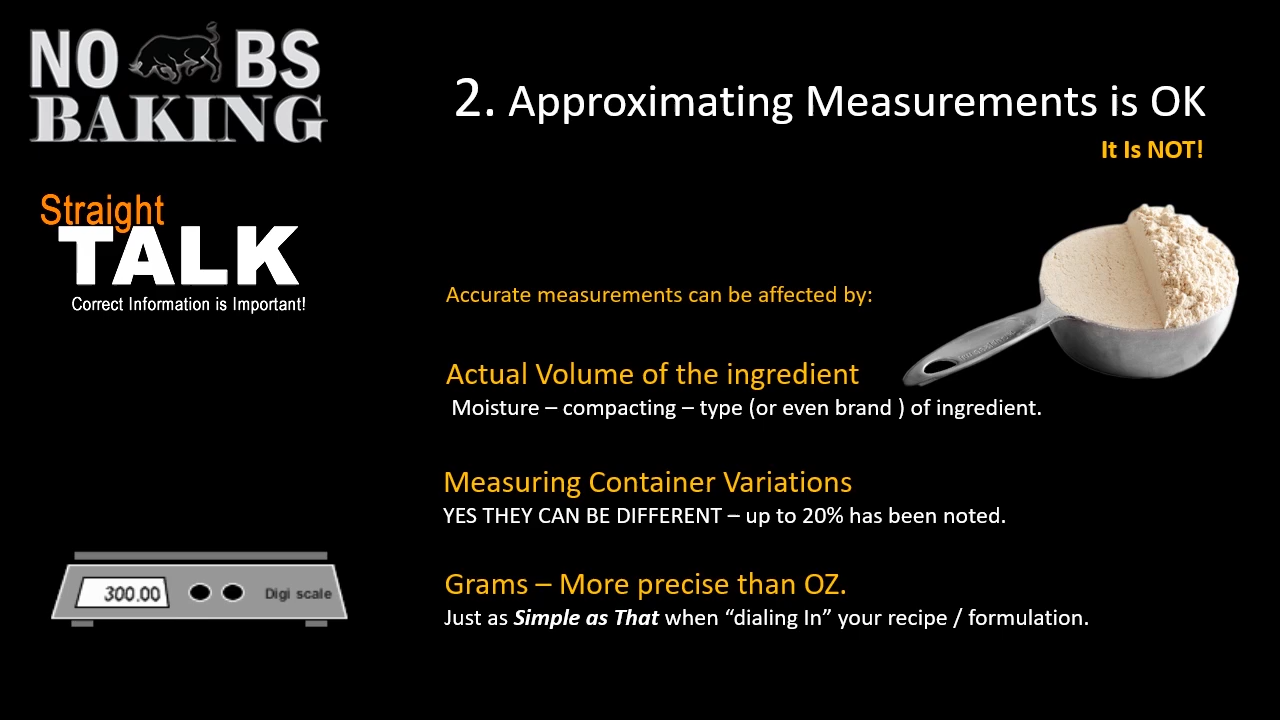 NO BS
BAKING
2. Approximating Measurements is OK
It Is NOT!
Straight
TALK
Correct Information is Important!
Accurate measurements can be affected by:
Actual Volume of the ingredient
Moisture – compacting – type (or even brand ) of ingredient.
Measuring Container Variations
YES THEY CAN BE DIFFERENT – up to 20% has been noted.
Grams – More precise than OZ.
Just as Simple as That when “dialing In” your recipe / formulation.
300.00 Digi scale